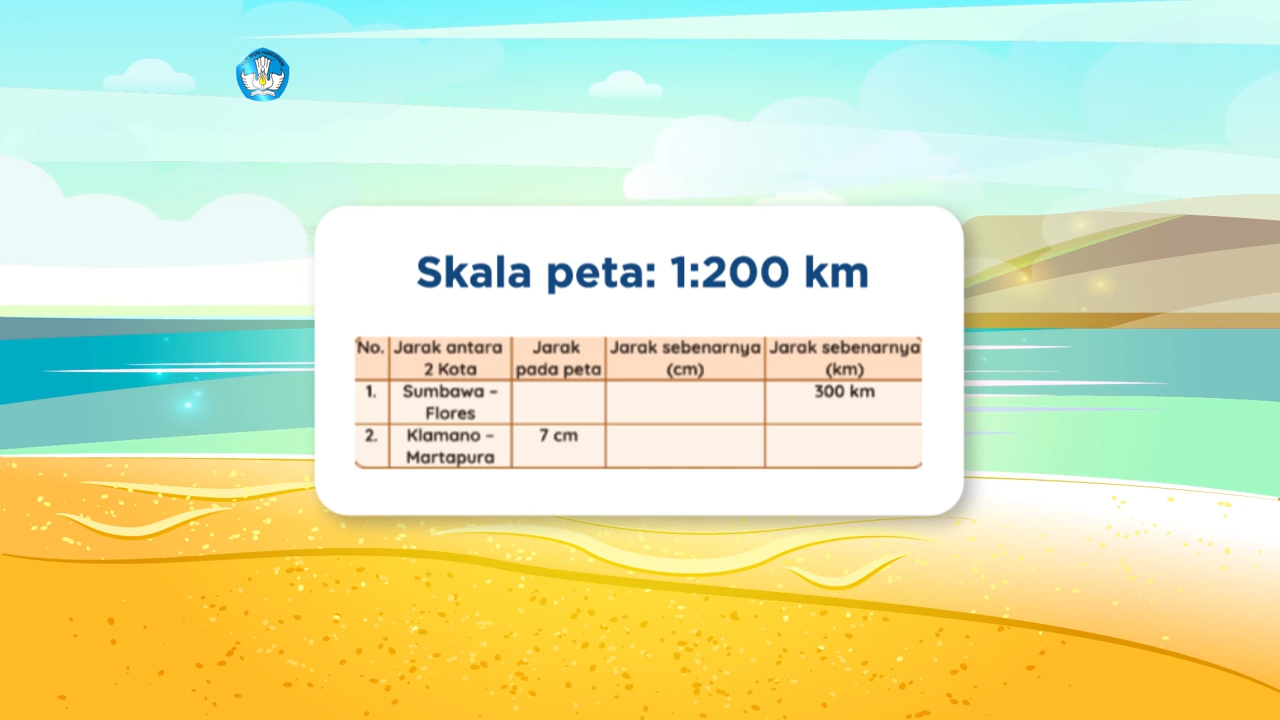 Skala peta: 1:200 km
No. Jarak antara 2 Kota Jarak pada peta Jarak sebenarnya (cm) Jarak sebenarnya (km)
1. Sumbawa – Flores 300 km
2. Klamano – Martapura 7 cm